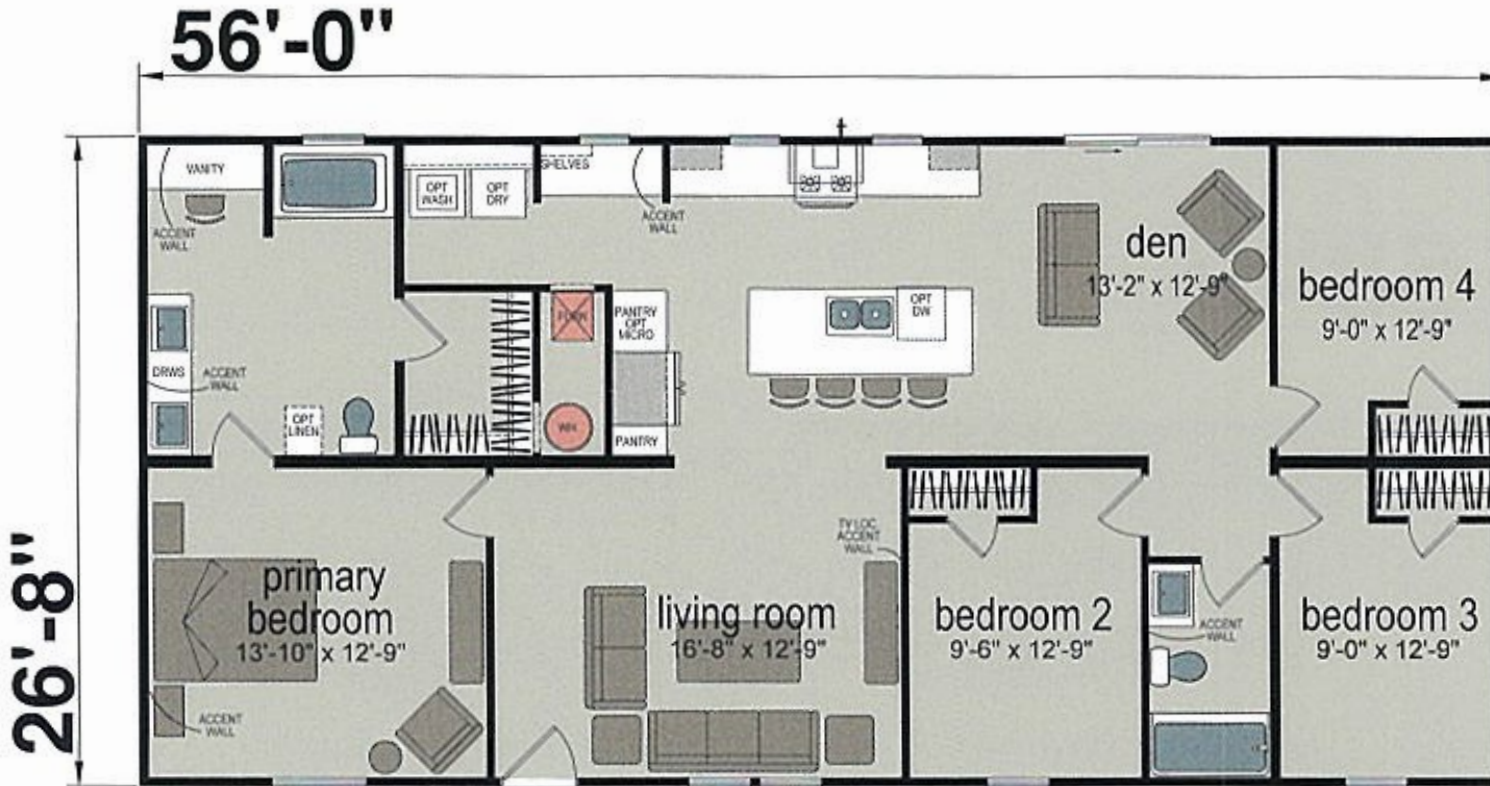 56'-0"
26'-8"
VANITY
ACCENT
WALL
OPT
WASH
OPT
DRY
SHELVES
ACCENT
WALL
den
13'-2" x 12'-9"
bedroom 4
9'-0" x 12'-9"
DRWS
ACCENT
WALL
OPT
LINEN
FURN
WH
PANTRY
OPT
MICRO
PANTRY
OPT
DW
primary
bedroom
13'-10" x 12'-9"
ACCENT
WALL
living room
16'-8" x 12'-9"
TV LOC
ACCENT
WALL
bedroom 2
9'-6" x 12'-9"
ACCENT
WALL
bedroom 3
9'-0" x 12'-9"